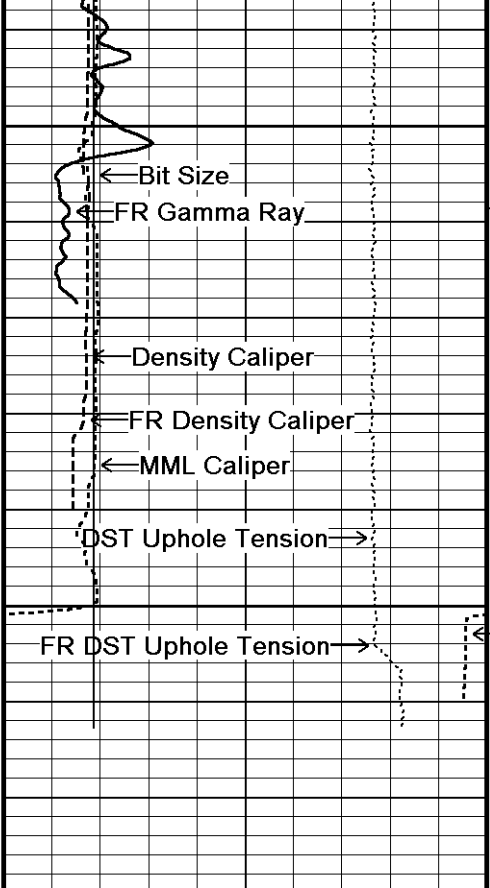 Bit Size
FR Gamma Ray
Density Caliper
FR Density Caliper
MML Caliper
DST Uphole Tension
FR DST Uphole Tension